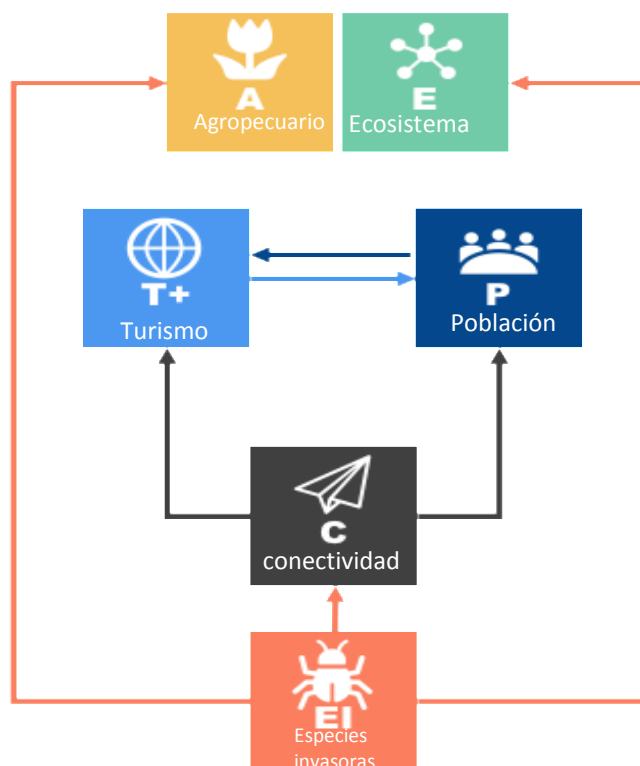 A
Agropecuario
E
Ecosistema
T+
Turismo
P
Población
C
conectividad
EI
Especies
invasoras